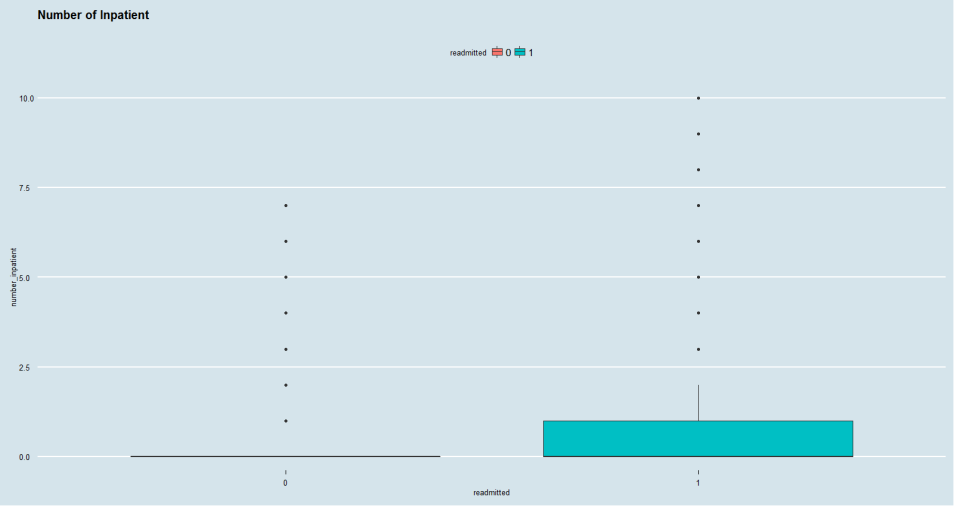 Number of Inpatient
readmitted 0 1
10.0
7.5
5.0
2.5
0.0
number_inpatient
0 1
readmitted